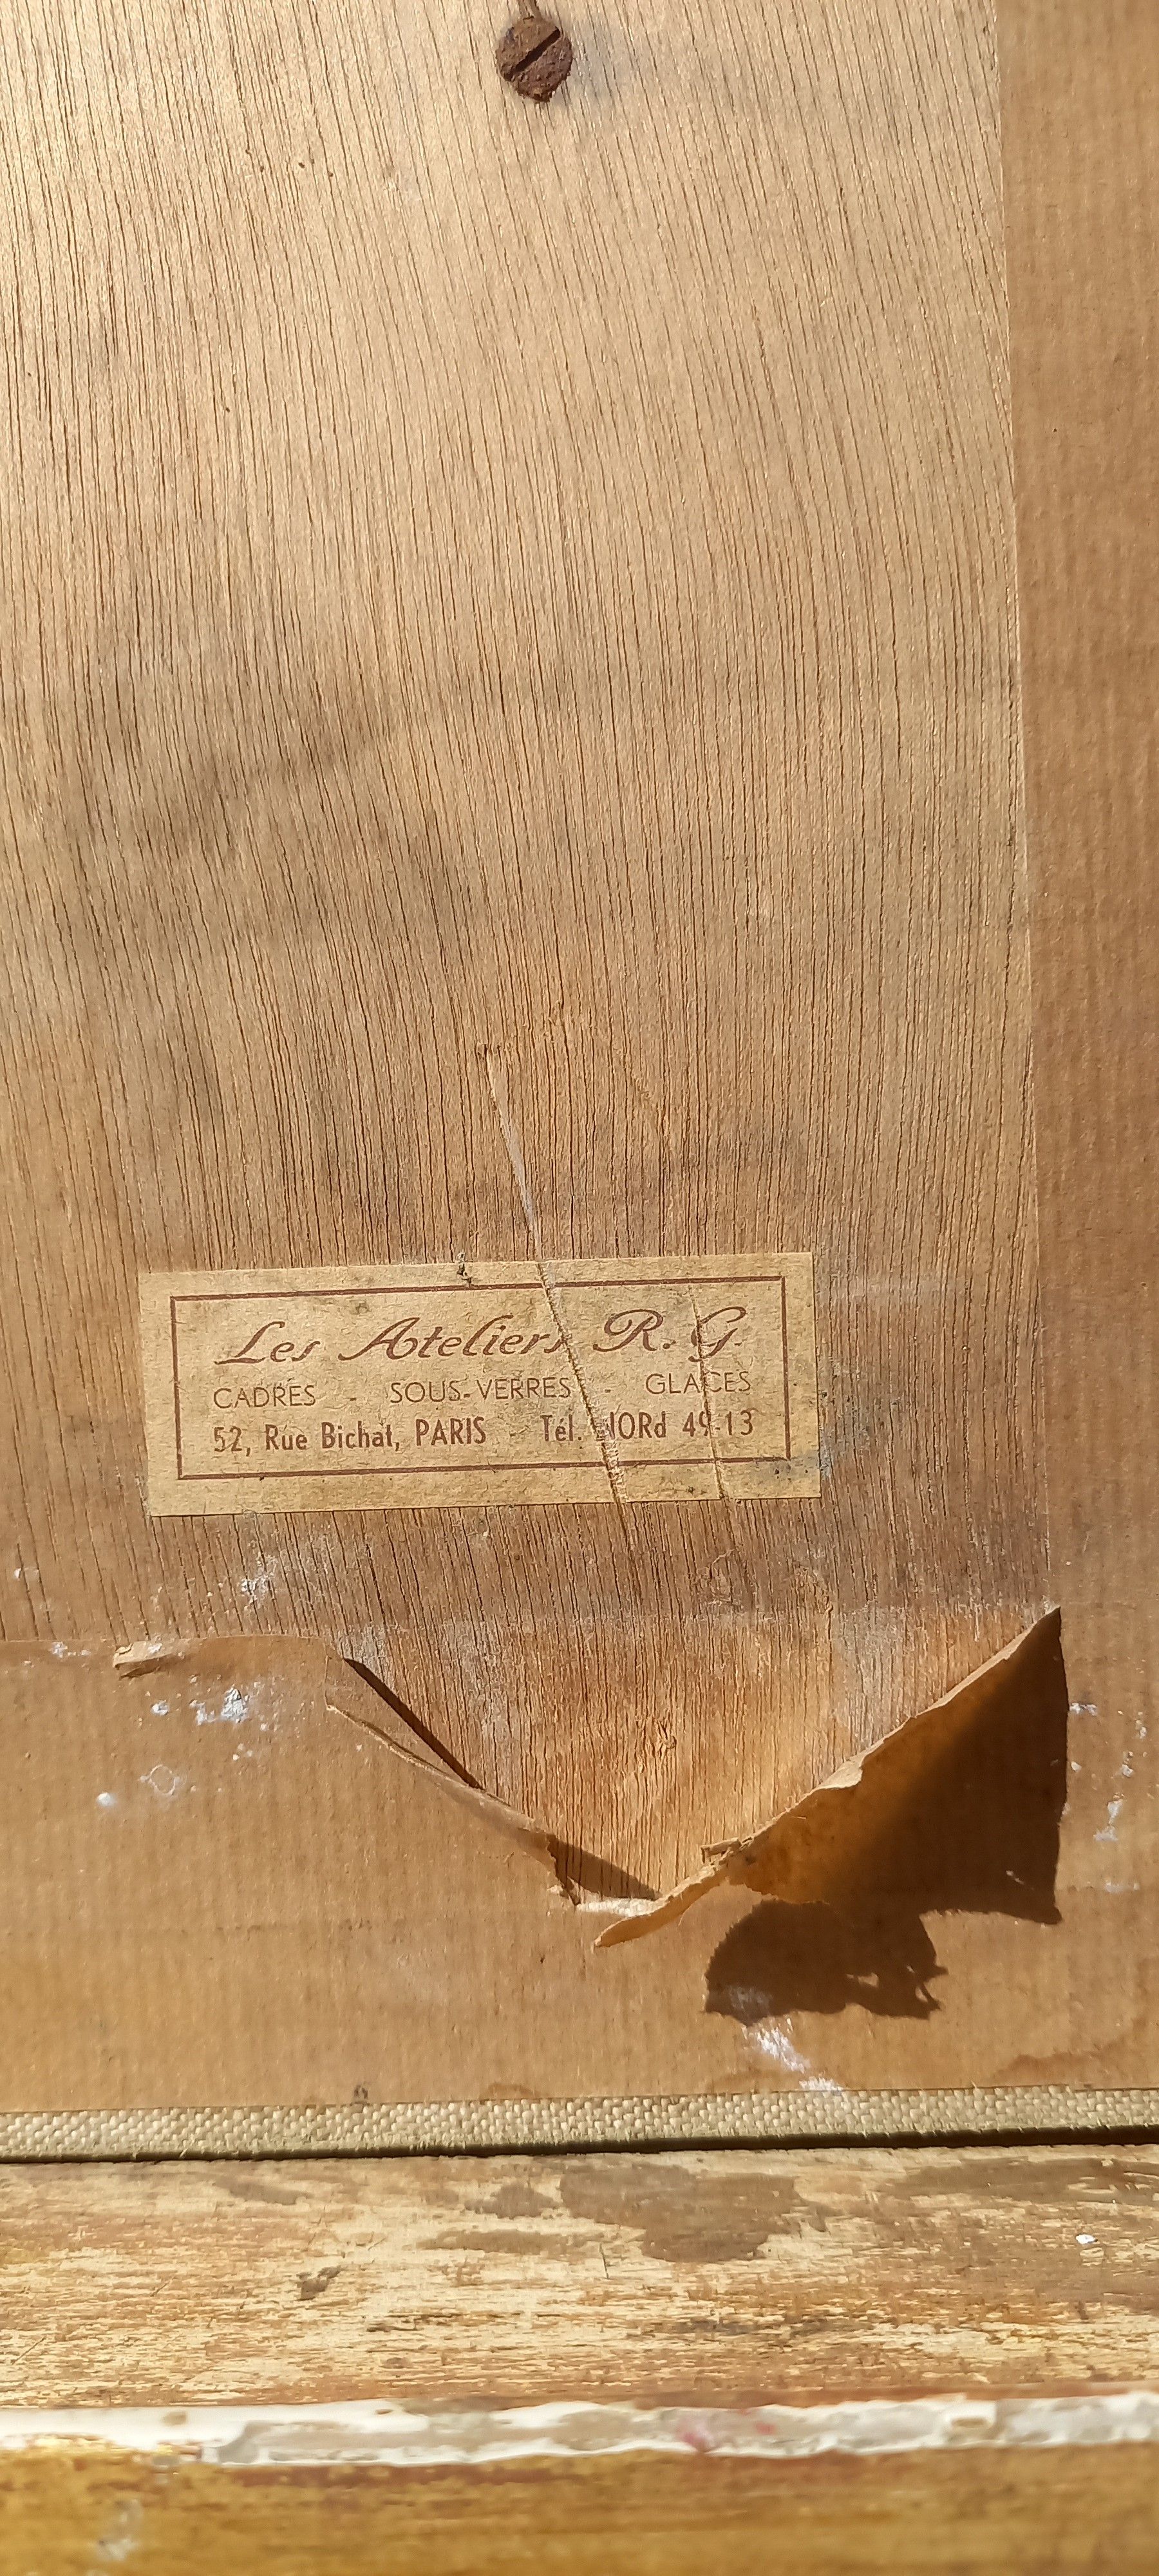 Les Ateliers R. G.
CADRES - SOUS-VERRES - GLACES
52, Rue Bichat, PARIS - Tél. NORd 49-13